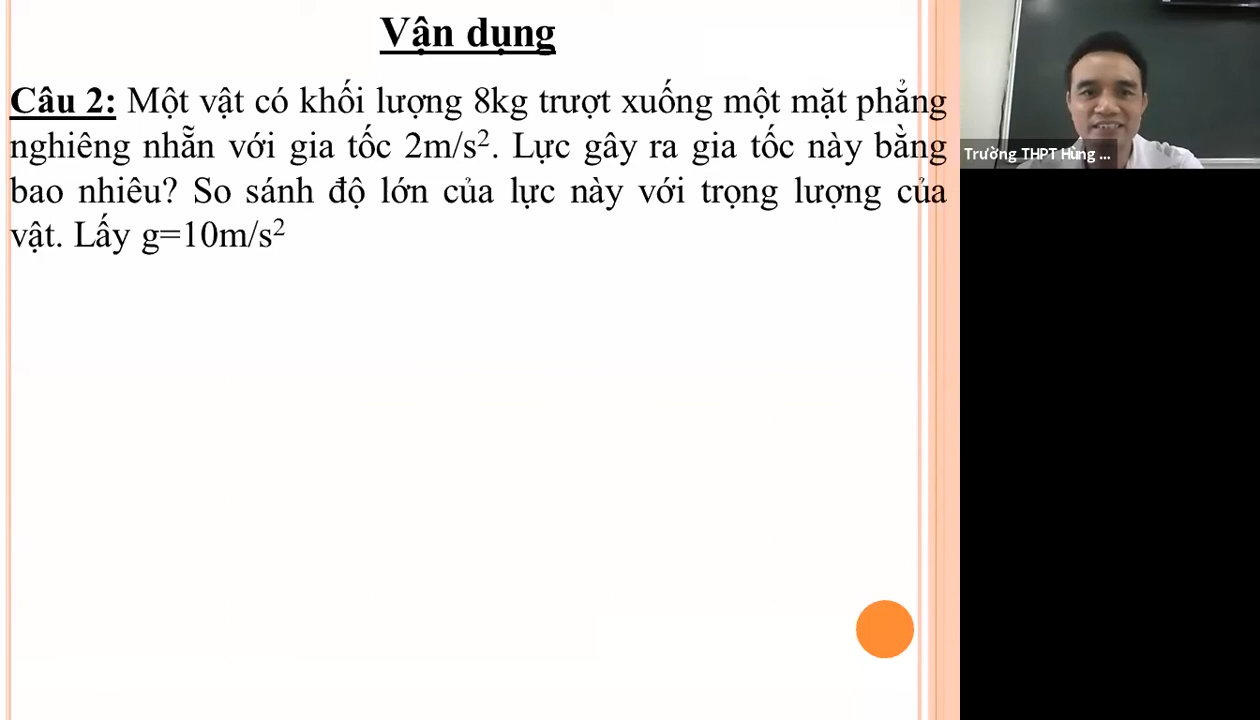 Vận dụng
Câu 2: Một vật có khối lượng 8kg trượt xuống một mặt phẳng
nghiêng nhẵn với gia tốc 2m/s². Lực gây ra gia tốc này bằng
bao nhiêu? So sánh độ lớn của lực này với trọng lượng của
vật. Lấy g=10m/s²
Trường THPT Hùng ...